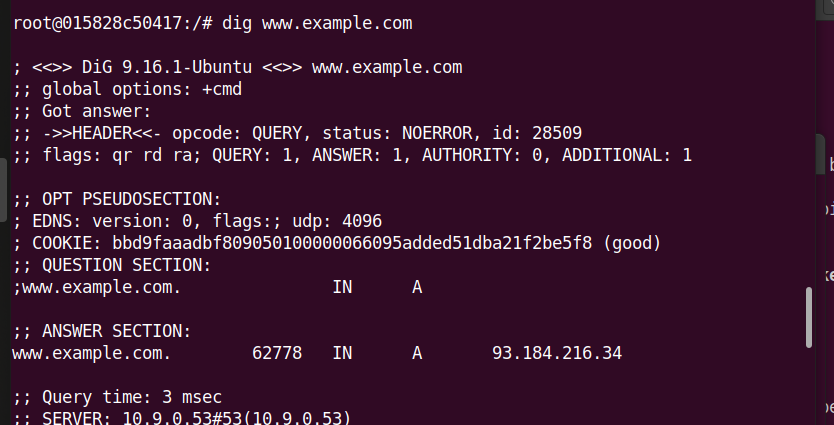 root@015828c50417:/# dig www.example.com
; <<>> DiG 9.16.1-Ubuntu <<>> www.example.com
;; global options: +cmd
;; Got answer:
;; ->>HEADER<<- opcode: QUERY, status: NOERROR, id: 28509
;; flags: qr rd ra; QUERY: 1, ANSWER: 1, AUTHORITY: 0, ADDITIONAL: 1
;; OPT PSEUDOSECTION:
; EDNS: version: 0, flags:; udp: 4096
; COOKIE: bbd9faaadbf809050100000066095added51dba21f2be5f8 (good)
;; QUESTION SECTION:
;www.example.com. IN A
;; ANSWER SECTION:
www.example.com. 62778 IN A 93.184.216.34
;; Query time: 3 msec
;; SERVER: 10.9.0.53#53(10.9.0.53)